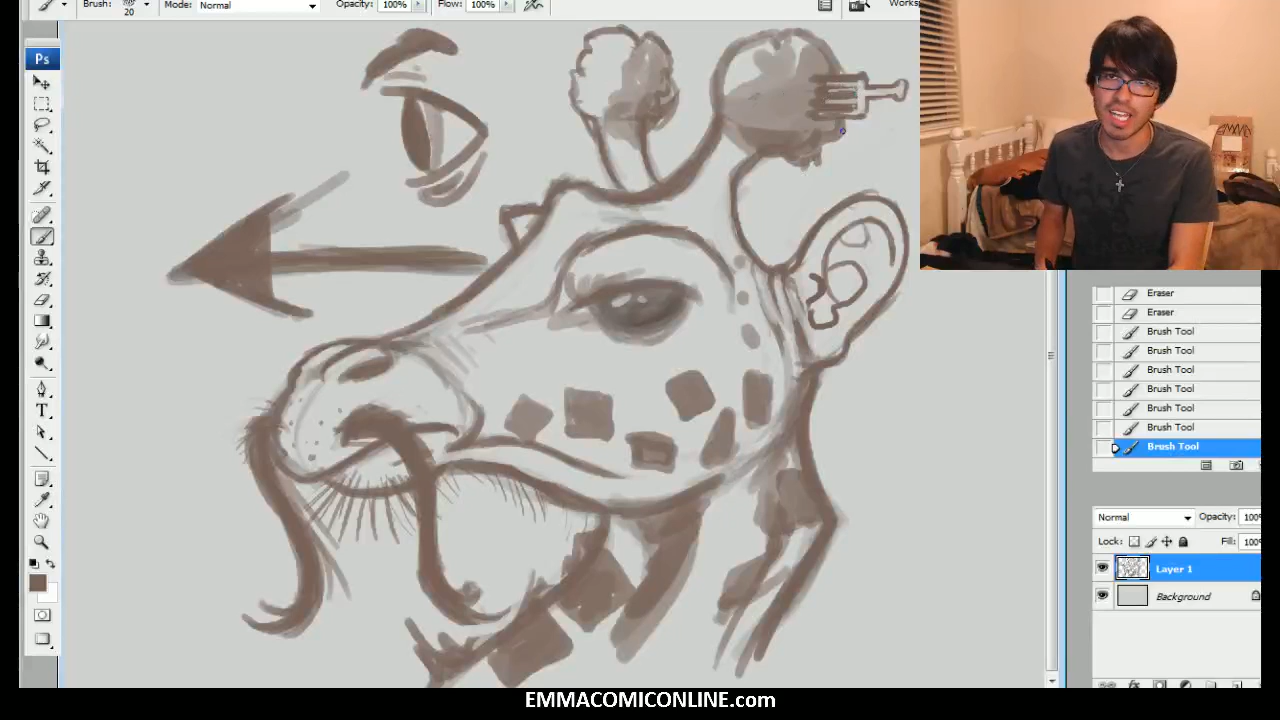 Brush: 20 Mode: Normal Opacity: 100% Flow: 100%
Ps
T
Eraser
Eraser
Brush Tool
Brush Tool
Brush Tool
Brush Tool
Brush Tool
Brush Tool
Brush Tool
Normal Opacity:
Lock: Fill:
Layer 1
Background
EMMACOMICONLINE.com